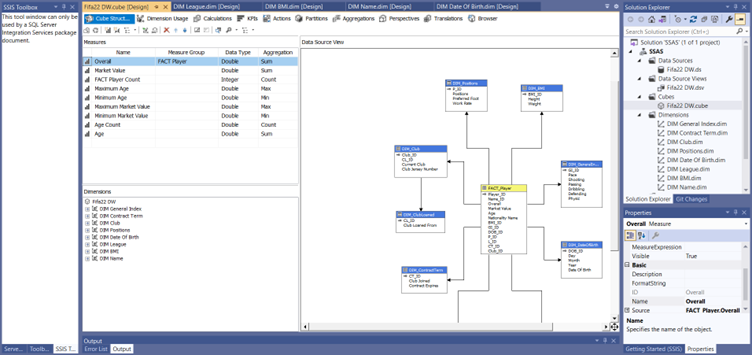 SSIS Toolbox
This tool window can only be used by a SQL Server Integration Services package document.
Serve...
Toolbo...
SSIS T...
Fifa22 DW.cube [Design]
DIM League.dim [Design]
DIM BMI.dim [Design]
DIM Name.dim [Design]
DIM Date Of Birth.dim [Design]
Cube Struct...
Dimension Usage
Calculations
KPIs
Actions
Partitions
Aggregations
Perspectives
Translations
Browser
Measures
Name
Measure Group
Data Type
Aggregation
Overall
FACT Player
Double
Sum
Market Value
Double
Sum
FACT Player Count
Integer
Count
Maximum Age
Double
Max
Minimum Age
Double
Min
Maximum Market Value
Double
Max
Minimum Market Value
Double
Min
Age Count
Double
Count
Age
Double
Sum
Dimensions
Fifa22 DW
DIM General Index
DIM Contract Term
DIM Club
DIM Positions
DIM Date Of Birth
DIM League
DIM BMI
DIM Name
Data Source View
DIM_Positions
P_ID
Positions
Preferred Foot
Work Rate
DIM_BMI
BMI_ID
Height
Weight
DIM_Club
Club_ID
CL_ID
Current Club
Club Jersey Number
DIM_GeneralIn...
GI_ID
Pace
Shooting
Passing
Dribbling
Defending
Physic
FACT_Player
Player_ID
Name_ID
Overall
Market Value
Age
Nationality Name
BMI_ID
GI_ID
DOB_ID
P_ID
L_ID
CT_ID
Club_ID
DIM_ClubLoaned
CL_ID
Club Loaned From
DIM_DateOfBirth
DOB_ID
Day
Month
Year
Date Of Birth
DIM_ContractTerm
CT_ID
Club Joined
Contract Expires
Output
Error List
Output
Solution Explorer
Search Solution Explorer
Solution 'SSAS' (1 of 1 project)
SSAS
Data Sources
Fifa22 DW.ds
Data Source Views
Fifa22 DW.dsv
Cubes
Fifa22 DW.cube
Dimensions
DIM General Index.dim
DIM Contract Term.dim
DIM Club.dim
DIM Positions.dim
DIM Date Of Birth.dim
DIM League.dim
DIM BMI.dim
DIM Name.dim
Solution Explorer
Git Changes
Properties
Overall Measure
MeasureExpression
Visible
True
Basic
Description
FormatString
ID
Overall
Name
Overall
Source
FACT Player.Overall
Name
Specifies the name of the object.
Getting Started (SSIS)
Properties